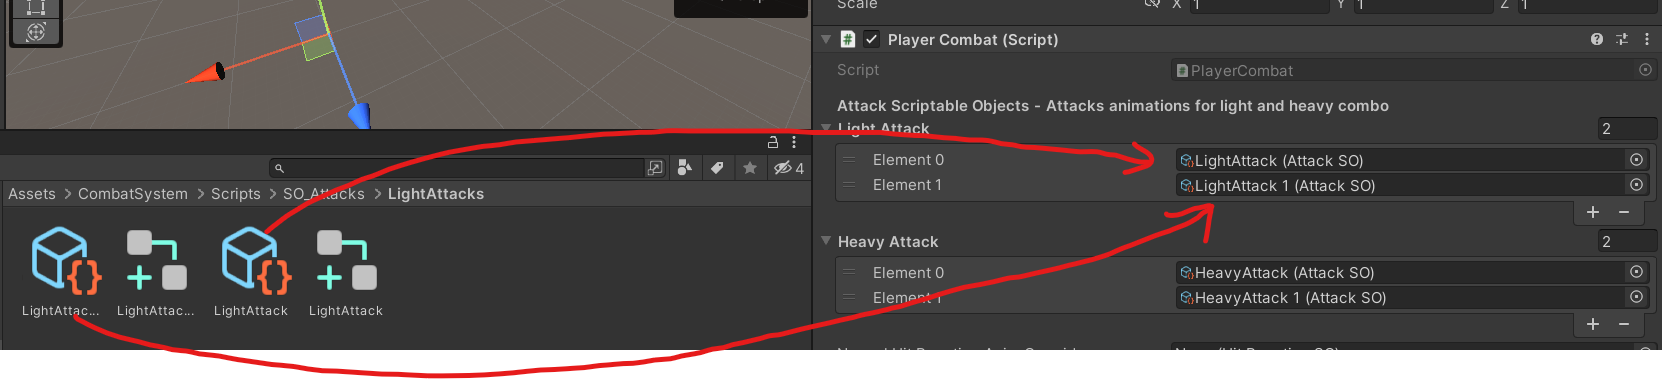 Scale X 1 Y 1 Z 1
# Player Combat (Script)
Script # PlayerCombat
Attack Scriptable Objects - Attacks animations for light and heavy combo
Light Attack 2
Element 0 LightAttack (Attack SO)
Element 1 LightAttack 1 (Attack SO)
+ −
Heavy Attack 2
Element 0 HeavyAttack (Attack SO)
Element 1 HeavyAttack 1 (Attack SO)
+ −
4
Assets > CombatSystem > Scripts > SO_Attacks > LightAttacks
LightAttac... LightAttac... LightAttack LightAttack